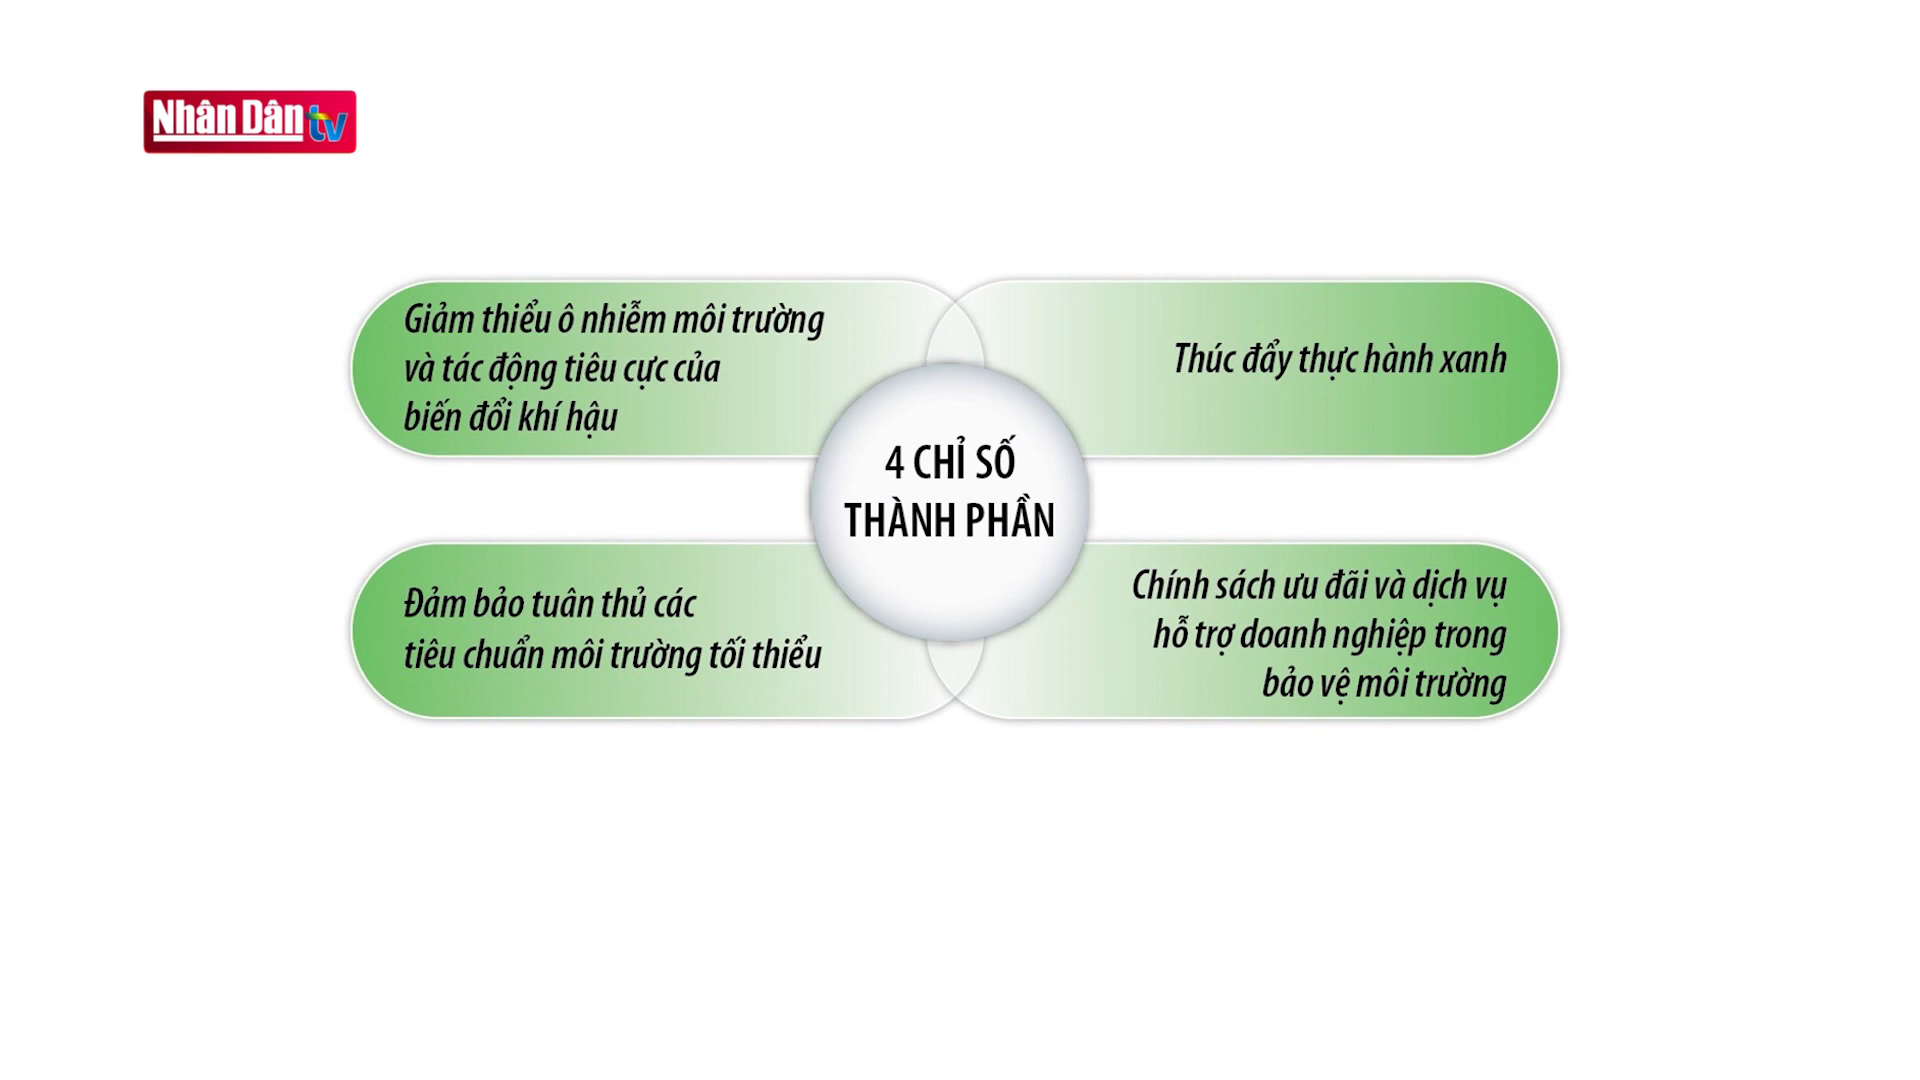 Nhân Dân tv
Giảm thiểu ô nhiễm môi trường
và tác động tiêu cực của
biến đổi khí hậu
Thúc đẩy thực hành xanh
4 CHỈ SỐ
THÀNH PHẦN
Đảm bảo tuân thủ các
tiêu chuẩn môi trường tối thiểu
Chính sách ưu đãi và dịch vụ
hỗ trợ doanh nghiệp trong
bảo vệ môi trường